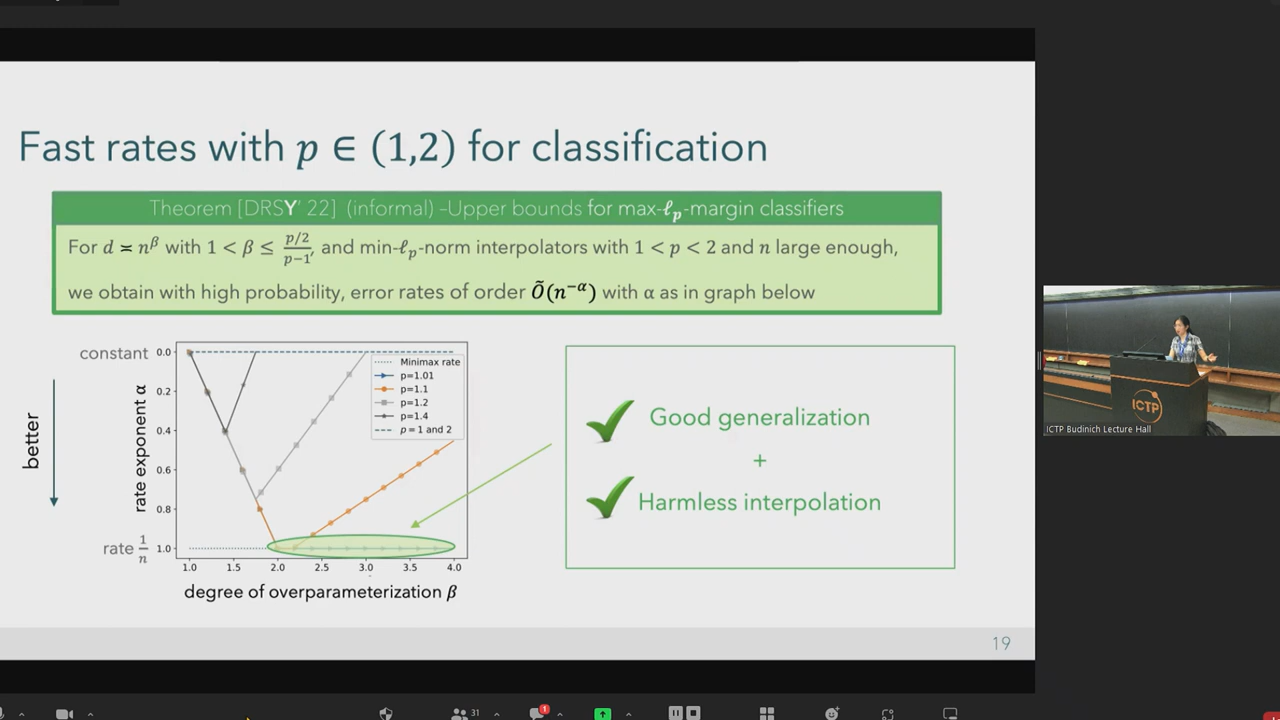 Fast rates with p ∈ (1,2) for classification
Theorem [DRSY' 22] (informal) –Upper bounds for max-ℓp-margin classifiers
For d ≍ nᵝ with 1 < β ≤ (p/2)/(p−1), and min-ℓp-norm interpolators with 1 < p < 2 and n large enough,
we obtain with high probability, error rates of order Õ(n^−α) with α as in graph below
constant
better
rate 1/n
rate exponent α
0.0
0.2
0.4
0.6
0.8
1.0
Minimax rate
p=1.01
p=1.1
p=1.2
p=1.4
p = 1 and 2
1.0 1.5 2.0 2.5 3.0 3.5 4.0
degree of overparameterization β
Good generalization
+
Harmless interpolation
19
ICTP
ICTP Budinich Lecture Hall
31
1